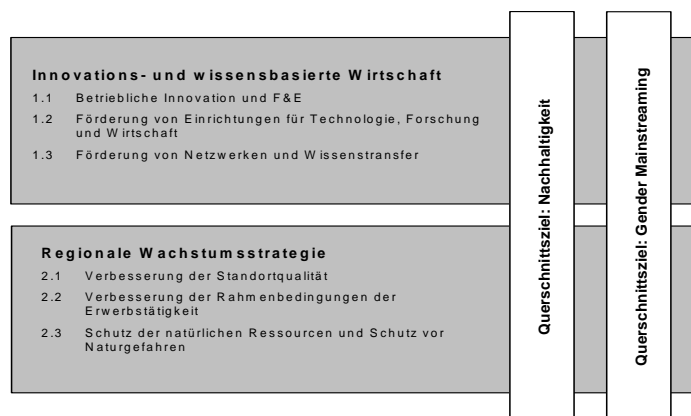 Innovations- und wissensbasierte Wirtschaft
1.1 Betriebliche Innovation und F&E
1.2 Förderung von Einrichtungen für Technologie, Forschung
und Wirtschaft
1.3 Förderung von Netzwerken und Wissenstransfer
Regionale Wachstumsstrategie
2.1 Verbesserung der Standortqualität
2.2 Verbesserung der Rahmenbedingungen der
Erwerbstätigkeit
2.3 Schutz der natürlichen Ressourcen und Schutz vor
Naturgefahren
Querschnittsziel: Nachhaltigkeit
Querschnittsziel: Gender Mainstreaming